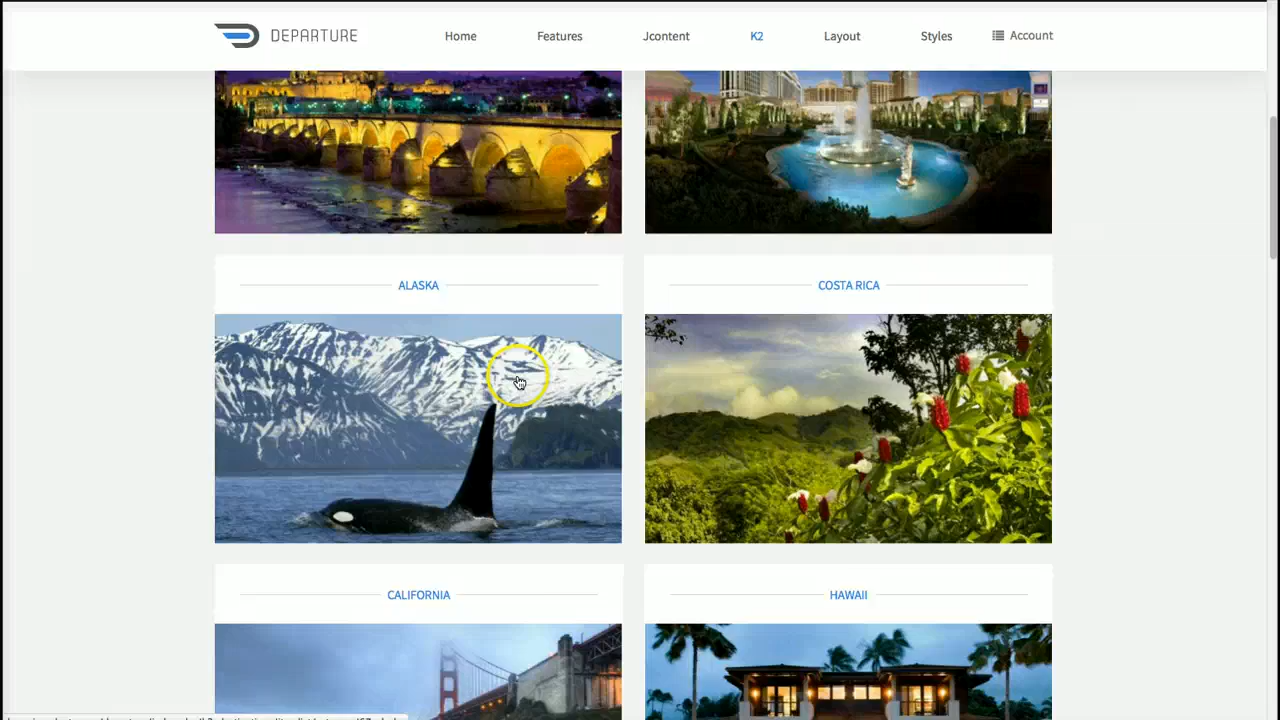 DEPARTURE Home Features Jcontent K2 Layout Styles Account
ALASKA COSTA RICA
CALIFORNIA HAWAII